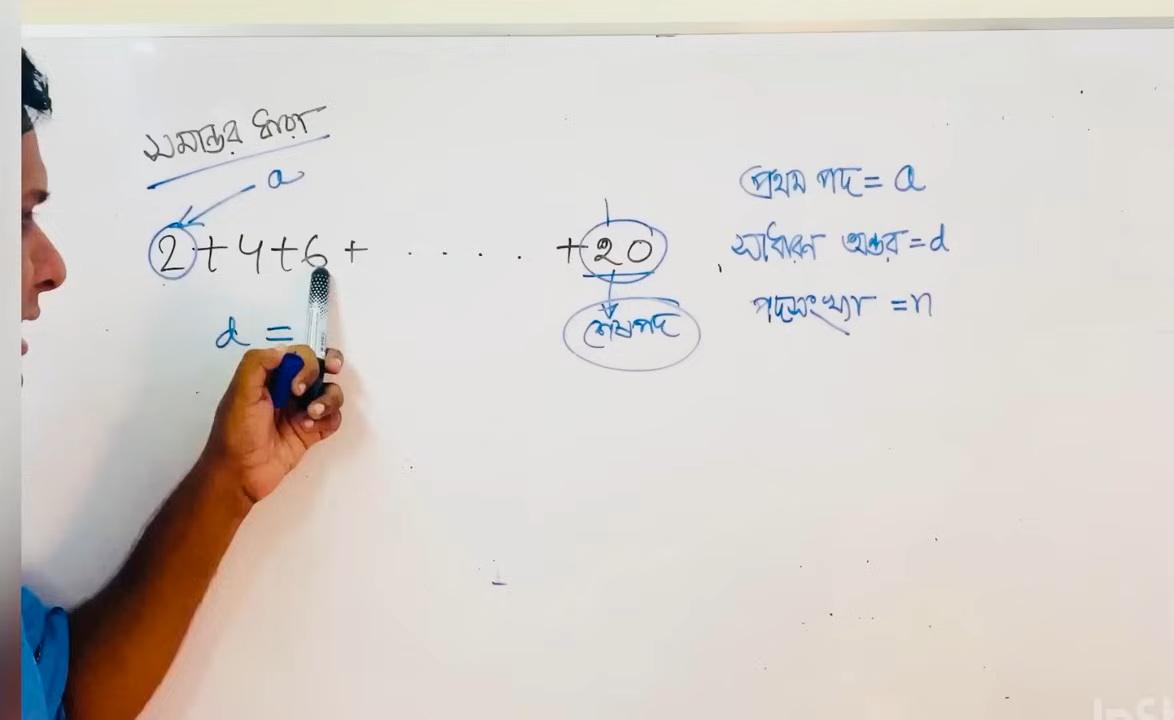 সমান্তর ধারা
a
2+4+6+ ..... +20
d =
শেষপদ
প্রথম পদ = a
সাধারণ অন্তর = d
পদসংখ্যা = n